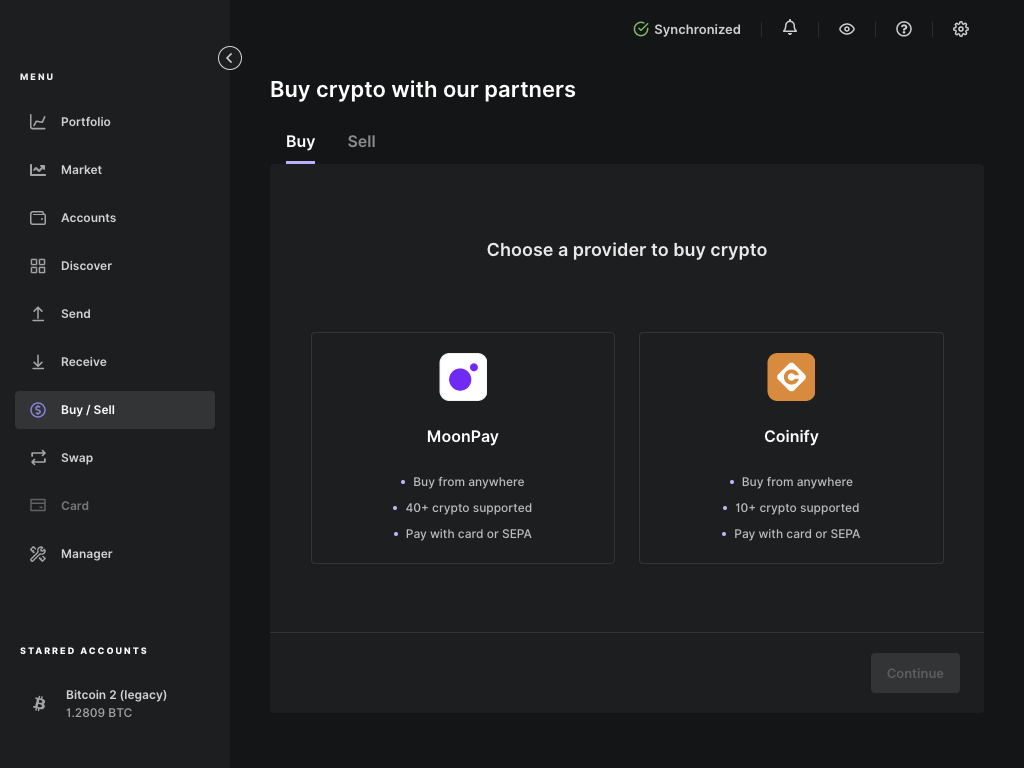 Synchronized
MENU
Portfolio
Market
Accounts
Discover
Send
Receive
Buy / Sell
Swap
Card
Manager
STARRED ACCOUNTS
Bitcoin 2 (legacy)
1.2809 BTC
Buy crypto with our partners
Buy
Sell
Choose a provider to buy crypto
MoonPay
• Buy from anywhere
• 40+ crypto supported
• Pay with card or SEPA
Coinify
• Buy from anywhere
• 10+ crypto supported
• Pay with card or SEPA
Continue